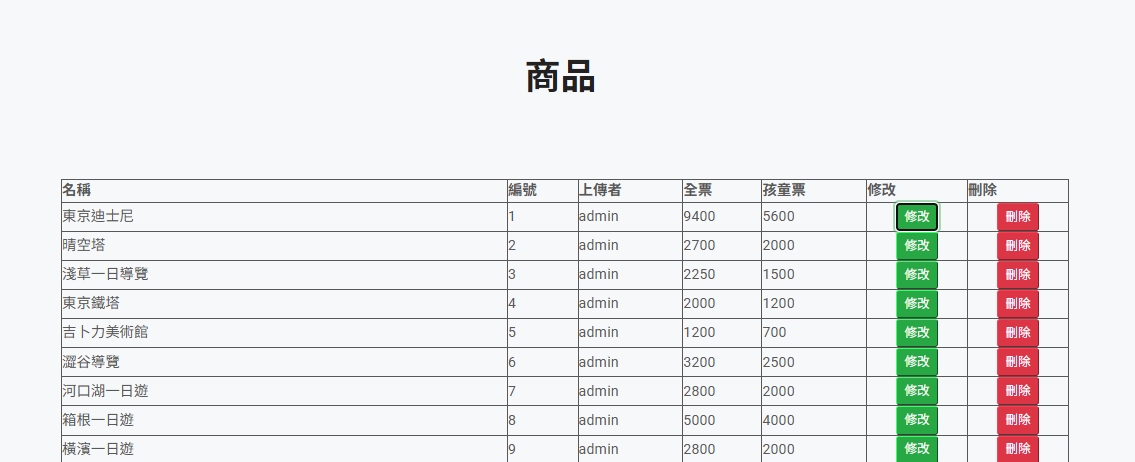 商品
名稱 編號 上傳者 全票 孩童票 修改 刪除
東京迪士尼 1 admin 9400 5600 修改 刪除
晴空塔 2 admin 2700 2000 修改 刪除
淺草一日導覽 3 admin 2250 1500 修改 刪除
東京鐵塔 4 admin 2000 1200 修改 刪除
吉卜力美術館 5 admin 1200 700 修改 刪除
澀谷導覽 6 admin 3200 2500 修改 刪除
河口湖一日遊 7 admin 2800 2000 修改 刪除
箱根一日遊 8 admin 5000 4000 修改 刪除
橫濱一日遊 9 admin 2800 2000 修改 刪除